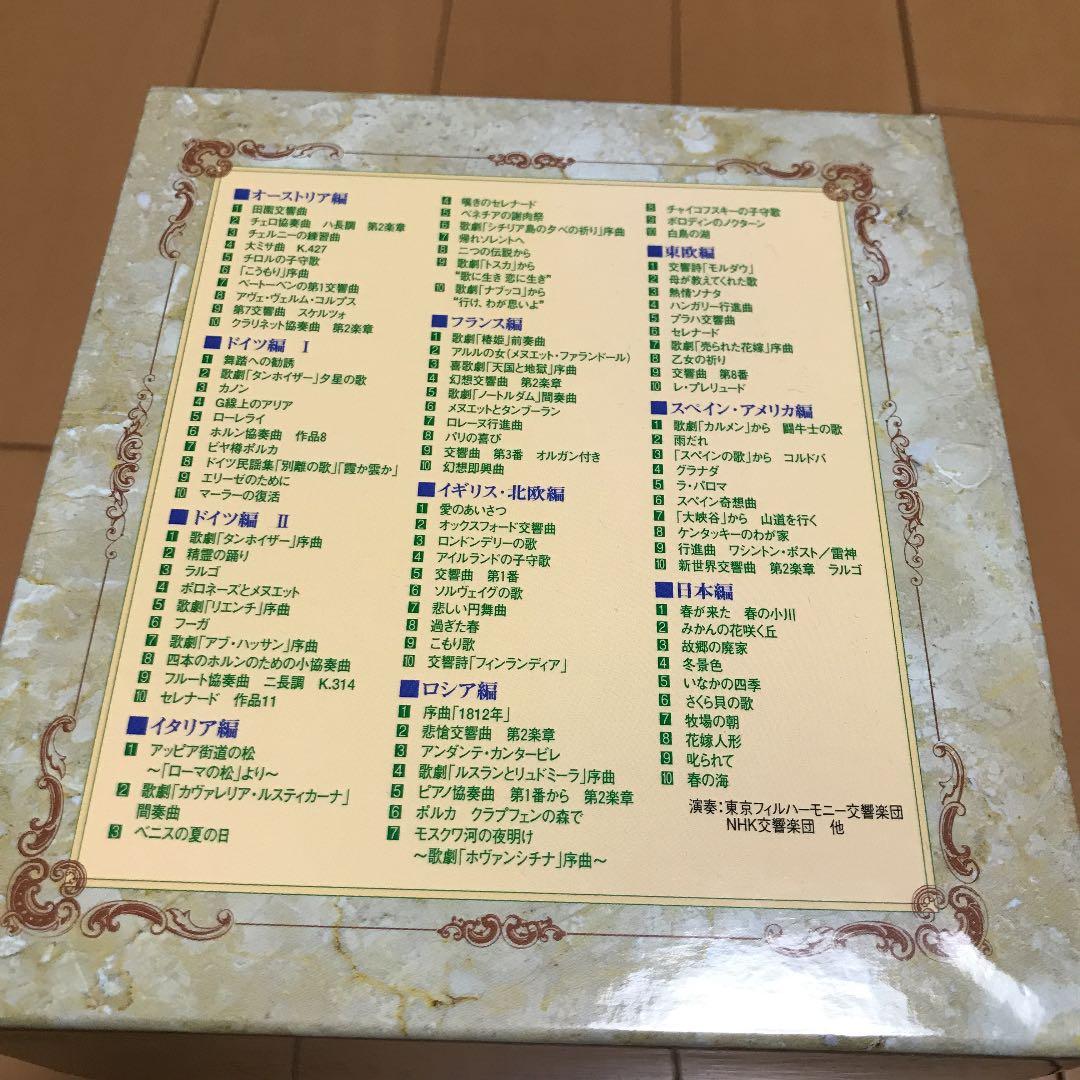 ■オーストリア編
1 田園交響曲
2 チェロ協奏曲 ハ長調 第2楽章
3 チェルニーの練習曲
4 大ミサ曲 K.427
5 チロルの子守歌
6 「こうもり」序曲
7 ベートーベンの第1交響曲
8 アヴェ・ヴェルム・コルプス
9 第7交響曲 スケルツォ
10 クラリネット協奏曲 第2楽章
■ドイツ編 Ⅰ
1 舞踏への勧誘
2 歌劇「タンホイザー」夕星の歌
3 カノン
4 G線上のアリア
5 ローレライ
6 ホルン協奏曲 作品8
7 ビヤ樽ポルカ
8 ドイツ民謡集「別離の歌」「霞か雲か」
9 エリーゼのために
10 マーラーの復活
■ドイツ編 Ⅱ
1 歌劇「タンホイザー」序曲
2 精霊の踊り
3 ラルゴ
4 ポロネーズとメヌエット
5 歌劇「リエンチ」序曲
6 フーガ
7 歌劇「アブ・ハッサン」序曲
8 四本のホルンのための小協奏曲
9 フルート協奏曲 ニ長調 K.314
10 セレナード 作品11
■イタリア編
1 アッピア街道の松
〜「ローマの松」より〜
2 歌劇「カヴァレリア・ルスティカーナ」
間奏曲
3 ベニスの夏の日
4 嘆きのセレナード
5 ベネチアの謝肉祭
6 歌劇「シチリア島の夕べの祈り」序曲
7 帰れソレントへ
8 二つの伝説から
9 歌劇「トスカ」から
“歌に生き 恋に生き”
10 歌劇「ナブッコ」から
“行け、わが思いよ”
■フランス編
1 歌劇「椿姫」前奏曲
2 アルルの女(メヌエット・ファランドール)
3 喜歌劇「天国と地獄」序曲
4 幻想交響曲 第2楽章
5 歌劇「ノートルダム」間奏曲
6 メヌエットとタンブーラン
7 ロレーヌ行進曲
8 パリの喜び
9 交響曲 第3番 オルガン付き
10 幻想即興曲
■イギリス・北欧編
1 愛のあいさつ
2 オックスフォード交響曲
3 ロンドンデリーの歌
4 アイルランドの子守歌
5 交響曲 第1番
6 ソルヴェイグの歌
7 悲しい円舞曲
8 過ぎた春
9 こもり歌
10 交響詩「フィンランディア」
■ロシア編
1 序曲「1812年」
2 悲愴交響曲 第2楽章
3 アンダンテ・カンタービレ
4 歌劇「ルスランとリュドミーラ」序曲
5 ピアノ協奏曲 第1番から 第2楽章
6 ポルカ クラプフェンの森で
7 モスクワ河の夜明け
〜歌劇「ホヴァンシチナ」序曲〜
8 チャイコフスキーの子守歌
9 ボロディンのノクターン
10 白鳥の湖
■東欧編
1 交響詩「モルダウ」
2 母が教えてくれた歌
3 熱情ソナタ
4 ハンガリー行進曲
5 プラハ交響曲
6 セレナード
7 歌劇「売られた花嫁」序曲
8 乙女の祈り
9 交響曲 第8番
10 レ・プレリュード
■スペイン・アメリカ編
1 歌劇「カルメン」から 闘牛士の歌
2 雨だれ
3 「スペインの歌」から コルドバ
4 グラナダ
5 ラ・パロマ
6 スペイン奇想曲
7 「大峡谷」から 山道を行く
8 ケンタッキーのわが家
9 行進曲 ワシントン・ポスト/雷神
10 新世界交響曲 第2楽章 ラルゴ
■日本編
1 春が来た 春の小川
2 みかんの花咲く丘
3 故郷の廃家
4 冬景色
5 いなかの四季
6 さくら貝の歌
7 牧場の朝
8 花嫁人形
9 叱られて
10 春の海
演奏:東京フィルハーモニー交響楽団
NHK交響楽団 他